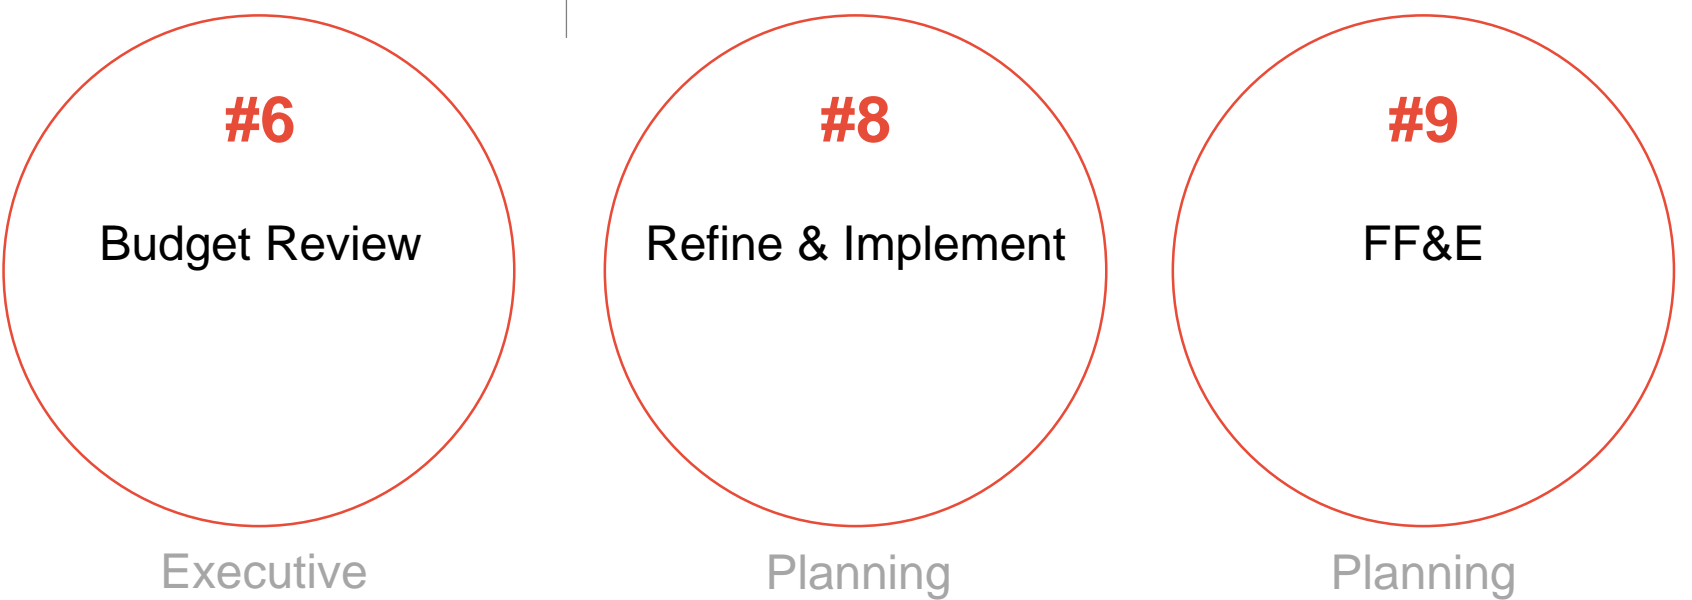 #6
Budget Review
Executive
#8
Refine & Implement
Planning
#9
FF&E
Planning